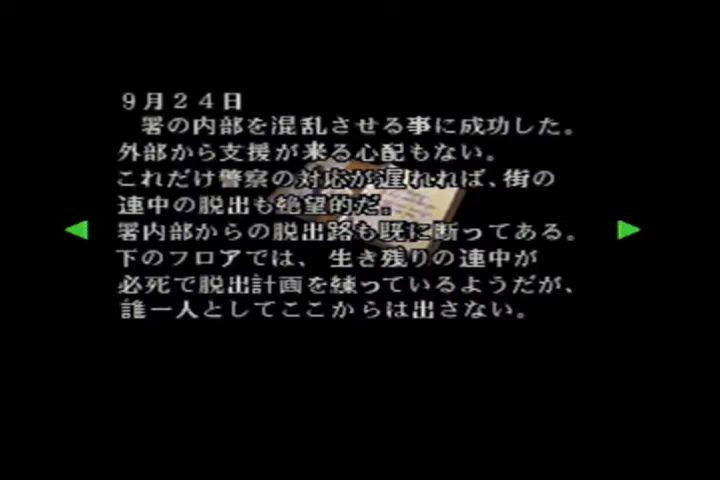 ９月２４日
署の内部を混乱させる事に成功した。
外部から支援が来る心配もない。
これだけ警察の対応が遅れれば、街の
連中の脱出も絶望的だ。
署内部からの脱出路も既に断ってある。
下のフロアでは、生き残りの連中が
必死で脱出計画を練っているようだが、
誰一人としてここからは出さない。